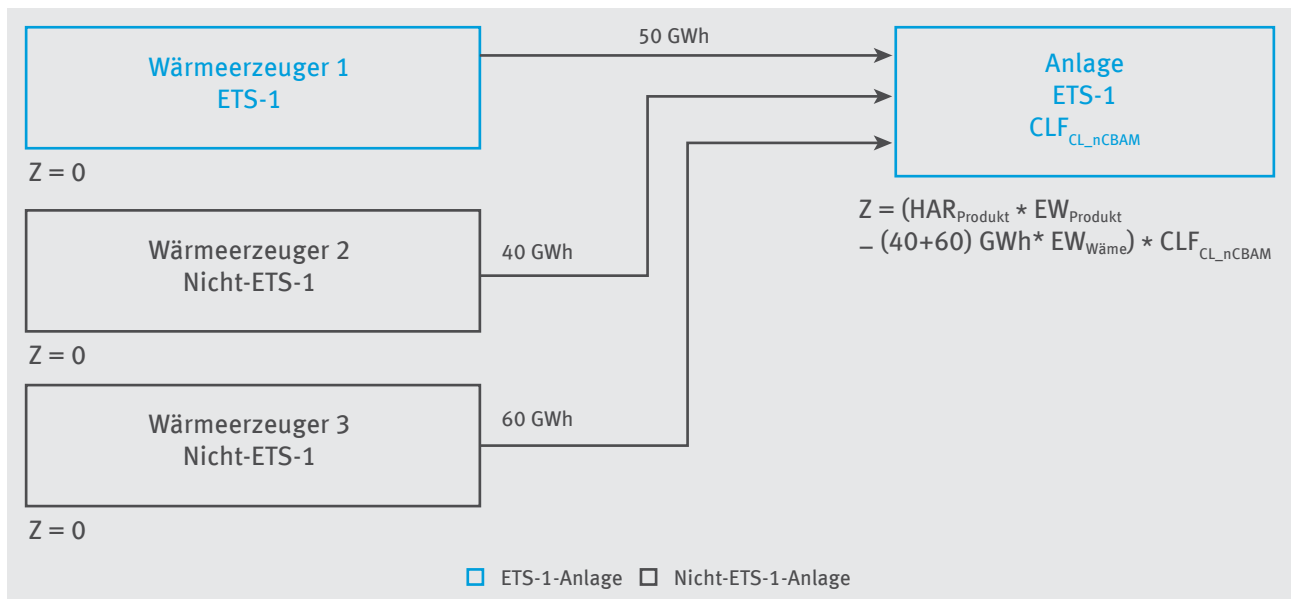 Wärmeerzeuger 1
ETS-1
Z = 0
50 GWh
Anlage
ETS-1
CLF_CL_nCBAM
Z = (HAR_Produkt * EW_Produkt
– (40+60) GWh* EW_Wäme) * CLF_CL_nCBAM
Wärmeerzeuger 2
Nicht-ETS-1
Z = 0
40 GWh
Wärmeerzeuger 3
Nicht-ETS-1
Z = 0
60 GWh
ETS-1-Anlage Nicht-ETS-1-Anlage